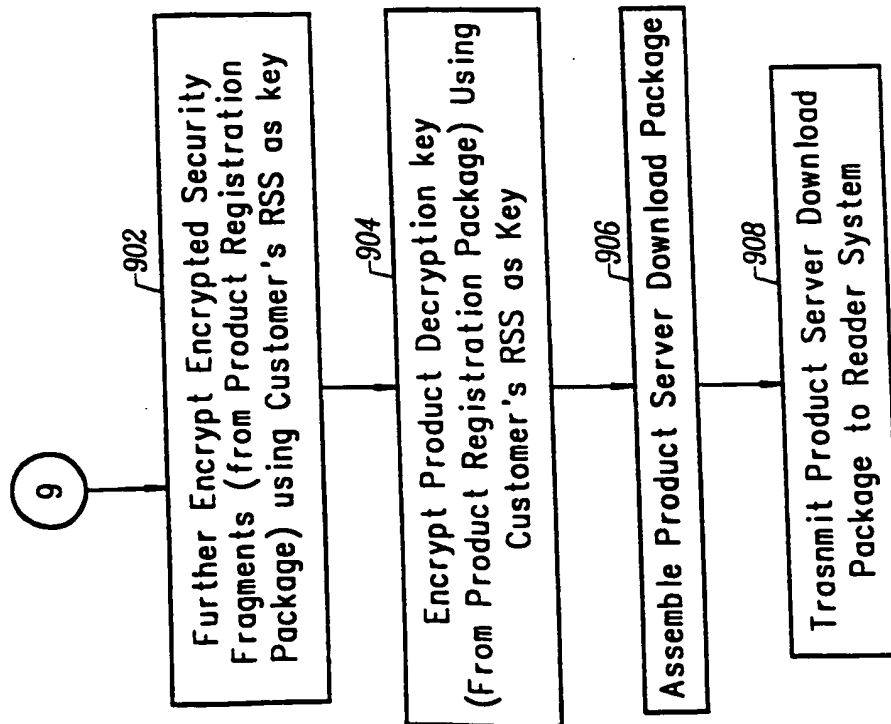 9
902
Further Encrypt Encrypted Security
Fragments (from Product Registration
Package) using Customer's RSS as key
904
Encrypt Product Decryption key
(From Product Registration Package) Using
Customer's RSS as Key
906
Assemble Product Server Download Package
908
Trasnmit Product Server Download
Package to Reader System